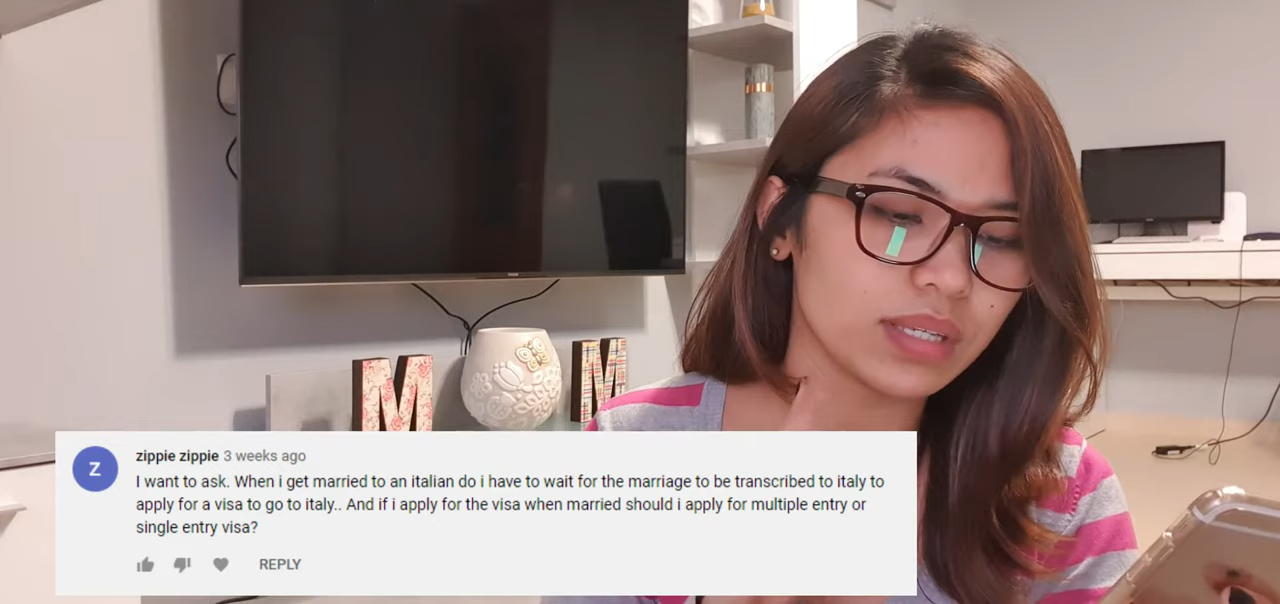 M
M
zippie zippie 3 weeks ago
Z
I want to ask. When i get married to an italian do i have to wait for the marriage to be transcribed to italy to
apply for a visa to go to italy.. And if i apply for the visa when married should i apply for multiple entry or
single entry visa?
REPLY